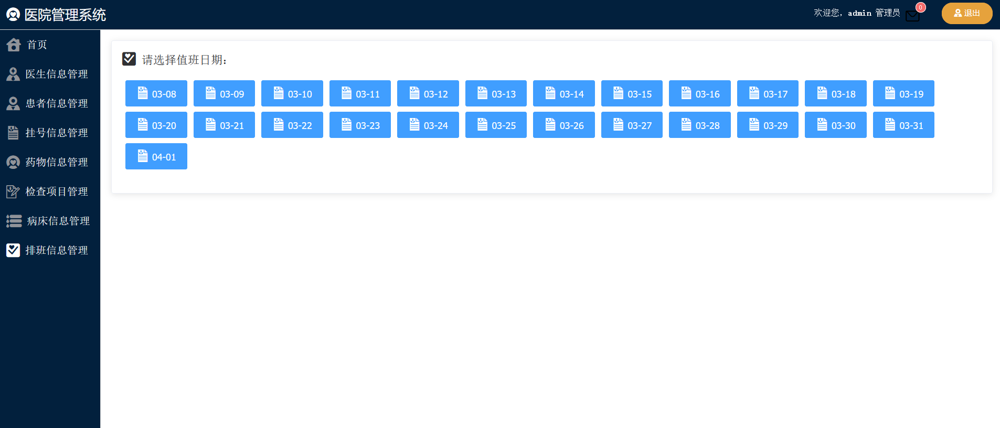 医院管理系统
欢迎您，admin 管理员
0
退出
首页
医生信息管理
患者信息管理
挂号信息管理
药物信息管理
检查项目管理
病床信息管理
排班信息管理
请选择值班日期：
03-08 03-09 03-10 03-11 03-12 03-13 03-14 03-15 03-16 03-17 03-18 03-19
03-20 03-21 03-22 03-23 03-24 03-25 03-26 03-27 03-28 03-29 03-30 03-31
04-01